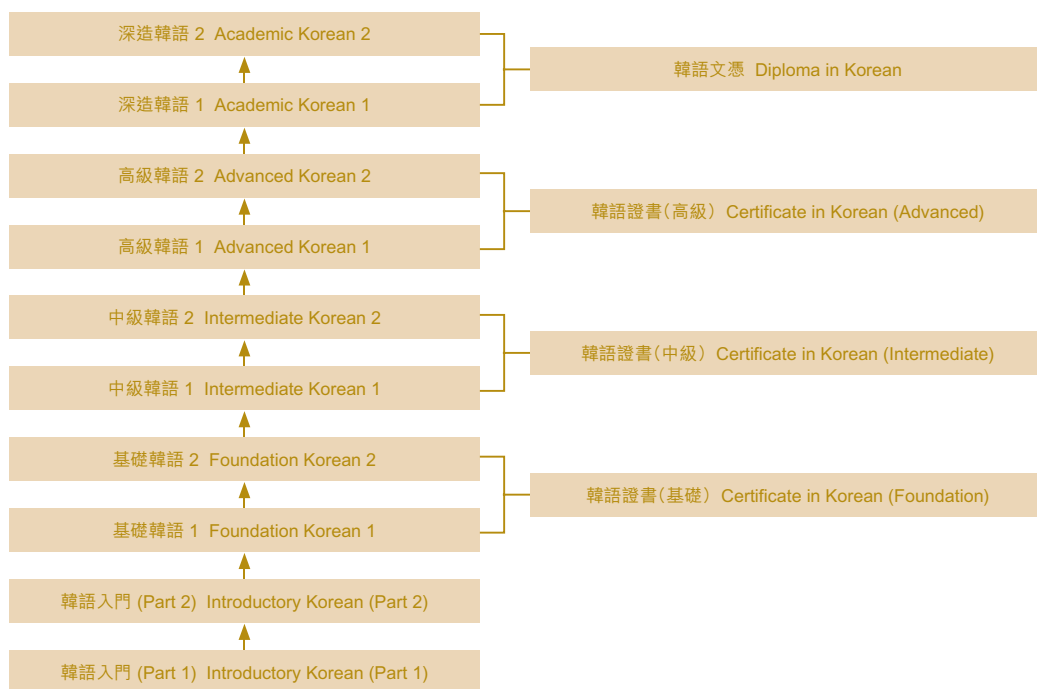 深造韓語 2 Academic Korean 2
韓語文憑 Diploma in Korean
深造韓語 1 Academic Korean 1
高級韓語 2 Advanced Korean 2
韓語證書(高級) Certificate in Korean (Advanced)
高級韓語 1 Advanced Korean 1
中級韓語 2 Intermediate Korean 2
韓語證書(中級) Certificate in Korean (Intermediate)
中級韓語 1 Intermediate Korean 1
基礎韓語 2 Foundation Korean 2
韓語證書(基礎) Certificate in Korean (Foundation)
基礎韓語 1 Foundation Korean 1
韓語入門 (Part 2) Introductory Korean (Part 2)
韓語入門 (Part 1) Introductory Korean (Part 1)